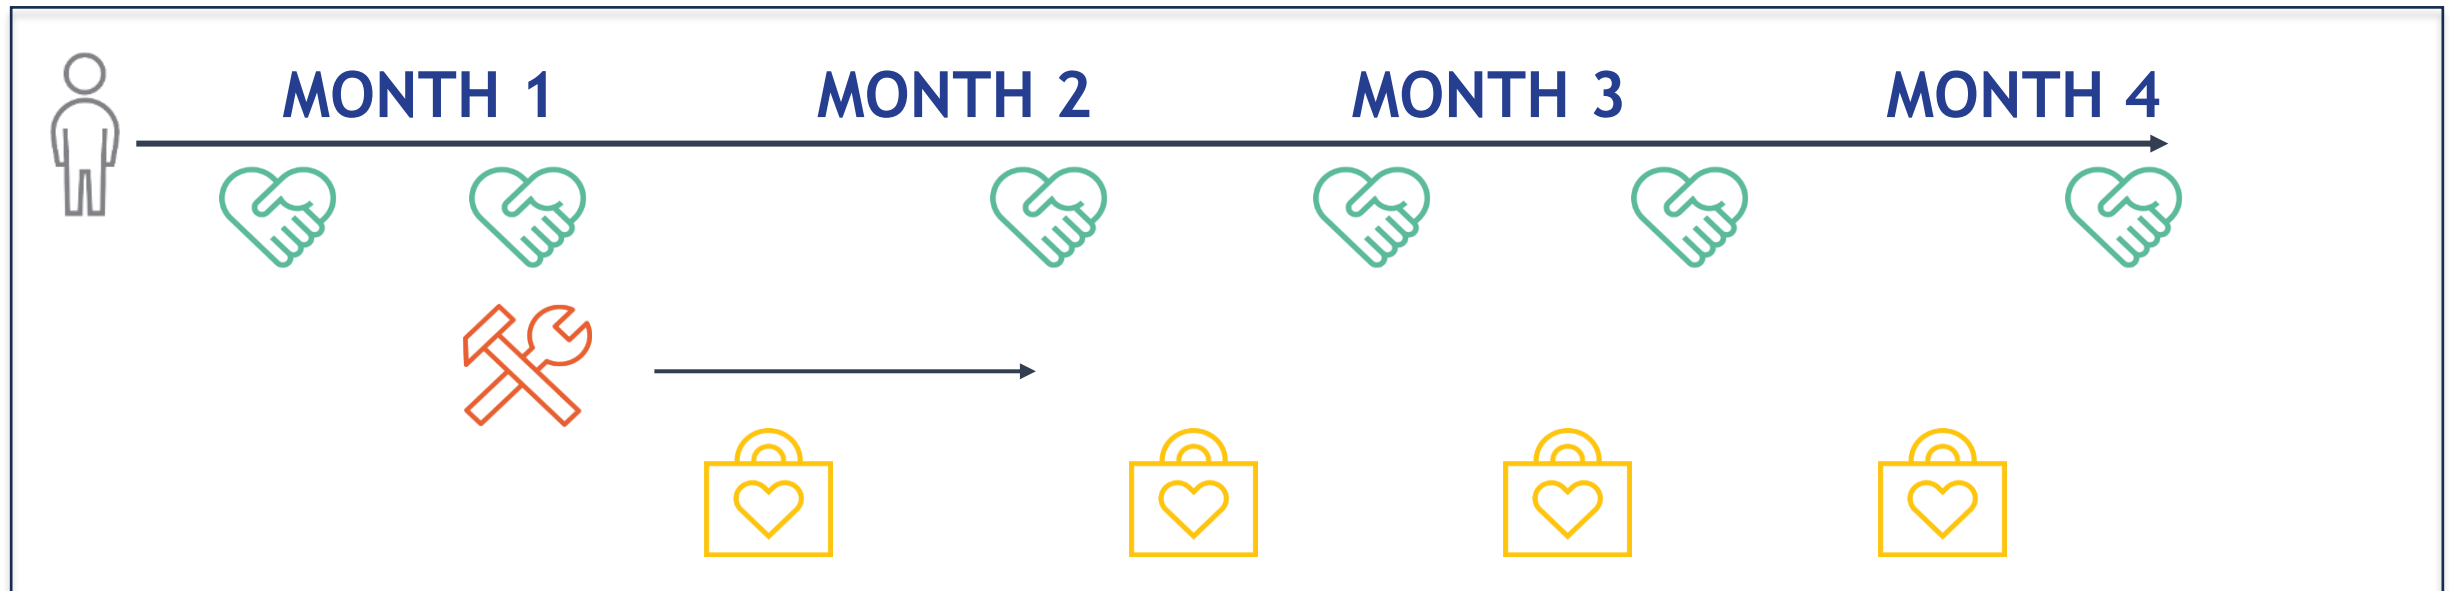 MONTH 1 MONTH 2 MONTH 3 MONTH 4